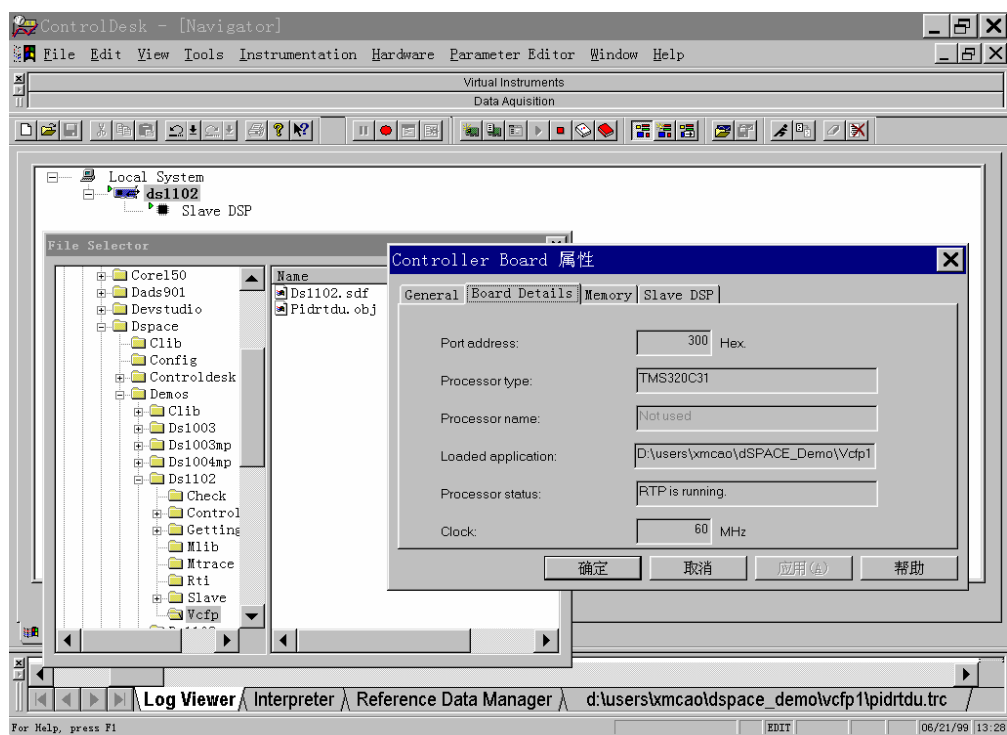 ControlDesk - [Navigator]
File Edit View Tools Instrumentation Hardware Parameter Editor Window Help
Virtual Instruments
Data Aquisition
Local System
ds1102
Slave DSP
File Selector
Corel50
Dads901
Devstudio
Dspace
Clib
Config
Controldesk
Demos
Clib
Ds1003
Ds1003mp
Ds1004mp
Ds1102
Check
Control
Getting
Mlib
Mtrace
Rti
Slave
Vcfp
Name
Ds1102.sdf
Pidrtdu.obj
Controller Board 属性
General Board Details Memory Slave DSP
Port address: 300 Hex.
Processor type: TMS320C31
Processor name: Not used
Loaded application: D:\users\xmcao\dSPACE_Demo\Vcfp1
Processor status: RTP is running.
Clock: 60 MHz
确定 取消 应用(A) 帮助
Log Viewer Interpreter Reference Data Manager d:\users\xmcao\dspace_demo\vcfp1\pidrtdu.trc
For Help, press F1 EDIT 06/21/99 13:28